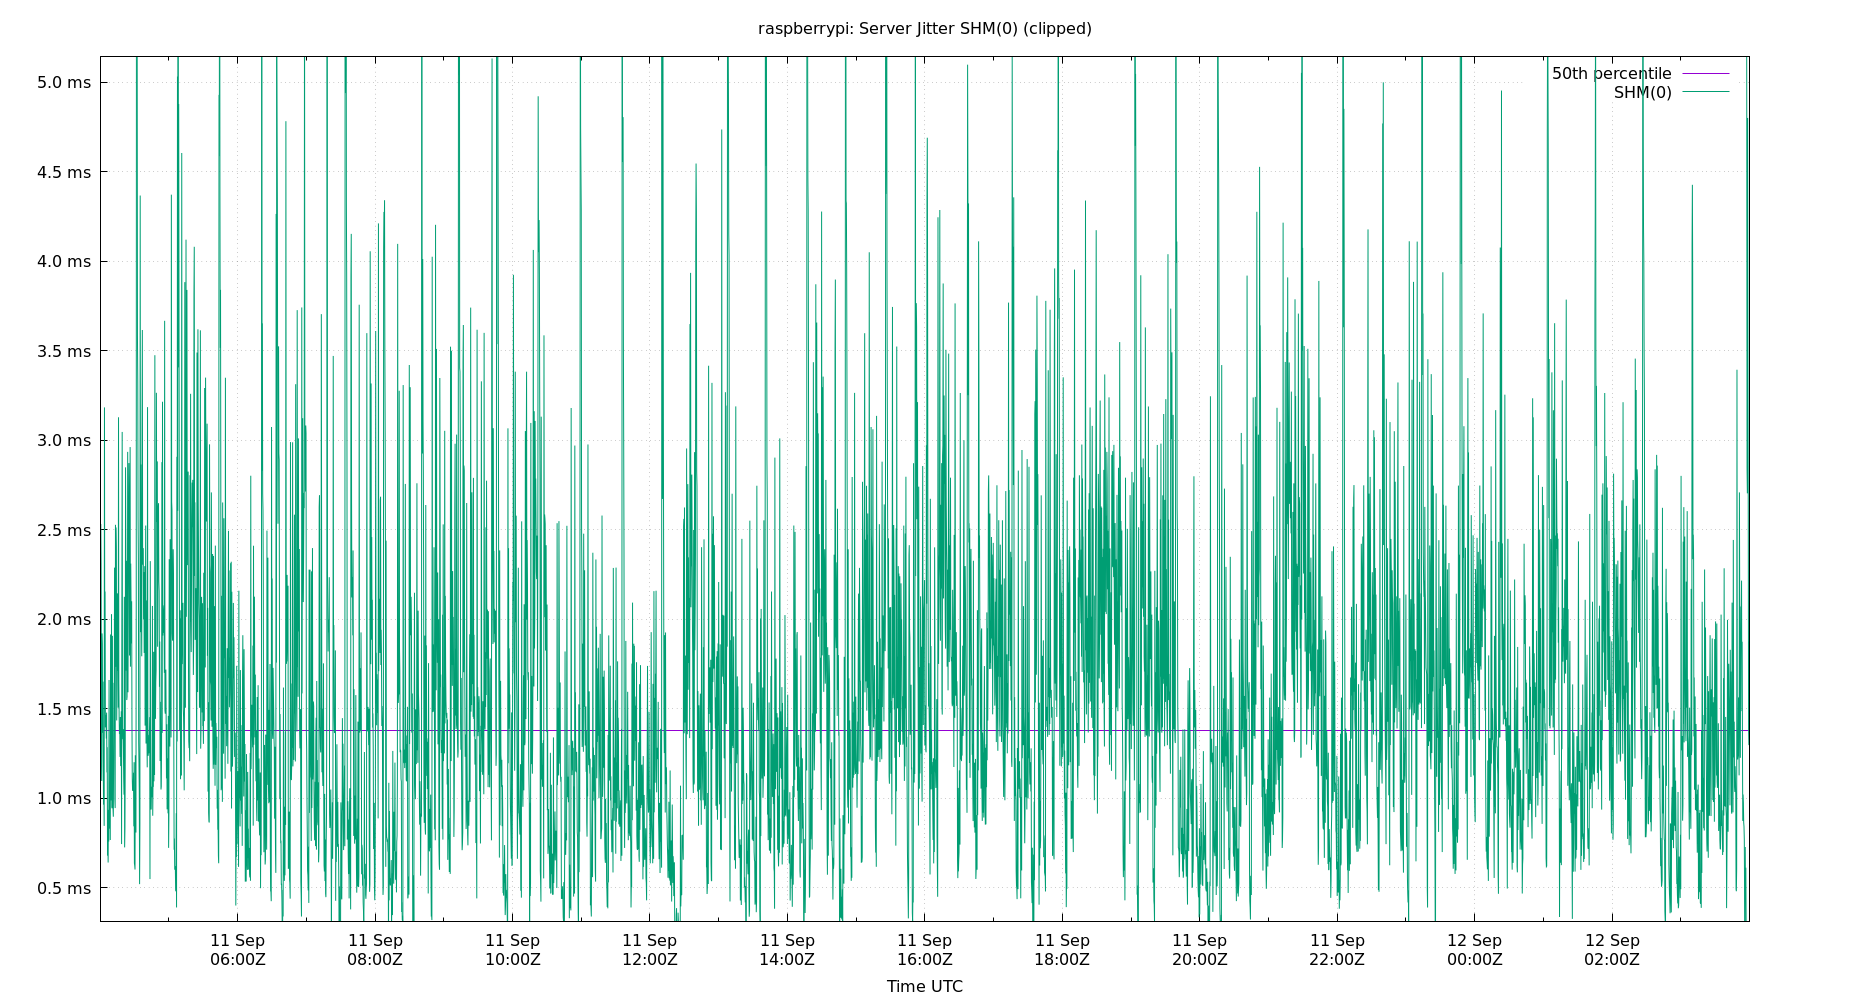 raspberrypi: Server Jitter SHM(0) (clipped)
50th percentile
SHM(0)
5.0 ms
4.5 ms
4.0 ms
3.5 ms
3.0 ms
2.5 ms
2.0 ms
1.5 ms
1.0 ms
0.5 ms
11 Sep 11 Sep 11 Sep 11 Sep 11 Sep 11 Sep 11 Sep 11 Sep 11 Sep 12 Sep 12 Sep
06:00Z 08:00Z 10:00Z 12:00Z 14:00Z 16:00Z 18:00Z 20:00Z 22:00Z 00:00Z 02:00Z
Time UTC